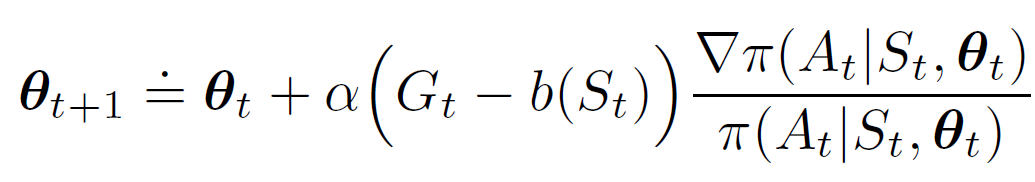 θ_{t+1} ≐ θ_t + α(G_t − b(S_t)) ∇π(A_t|S_t, θ_t) / π(A_t|S_t, θ_t)